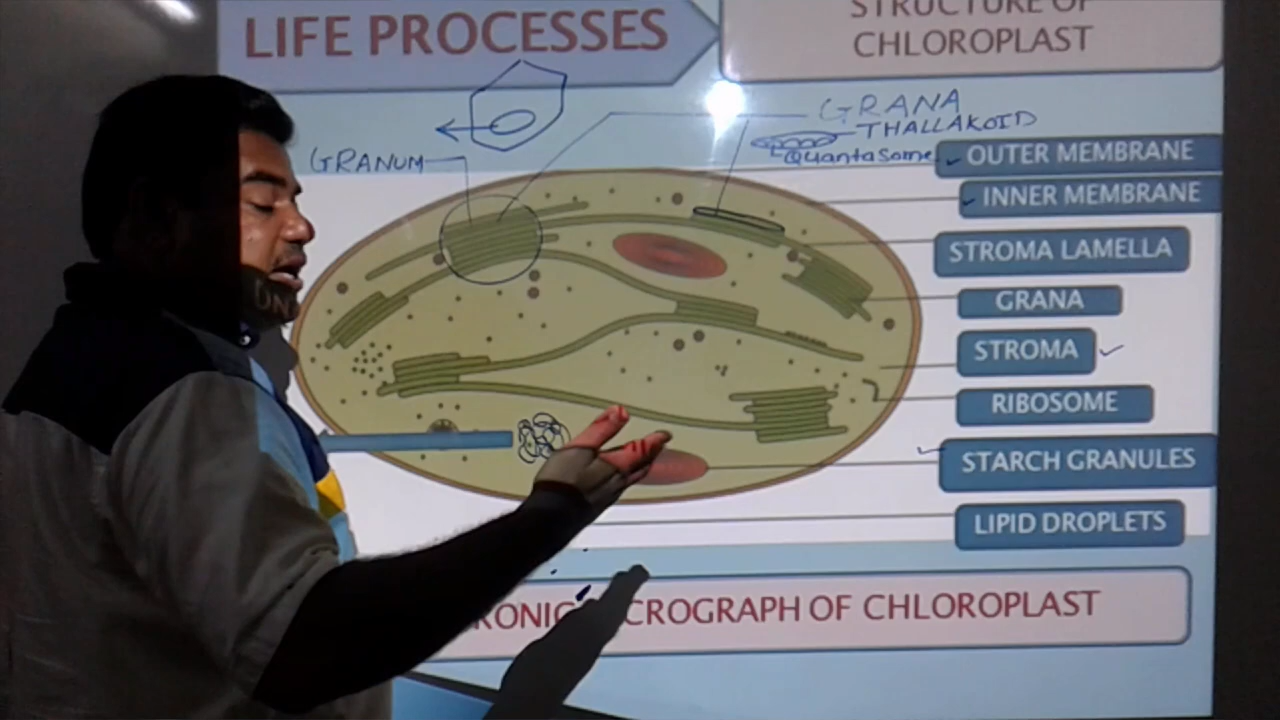 LIFE PROCESSES
STRUCTURE OF
CHLOROPLAST
GRANA
THALLAKOID
QuantaSome
GRANUM
OUTER MEMBRANE
INNER MEMBRANE
STROMA LAMELLA
GRANA
STROMA
RIBOSOME
STARCH GRANULES
LIPID DROPLETS
OF CHLOROPLAST